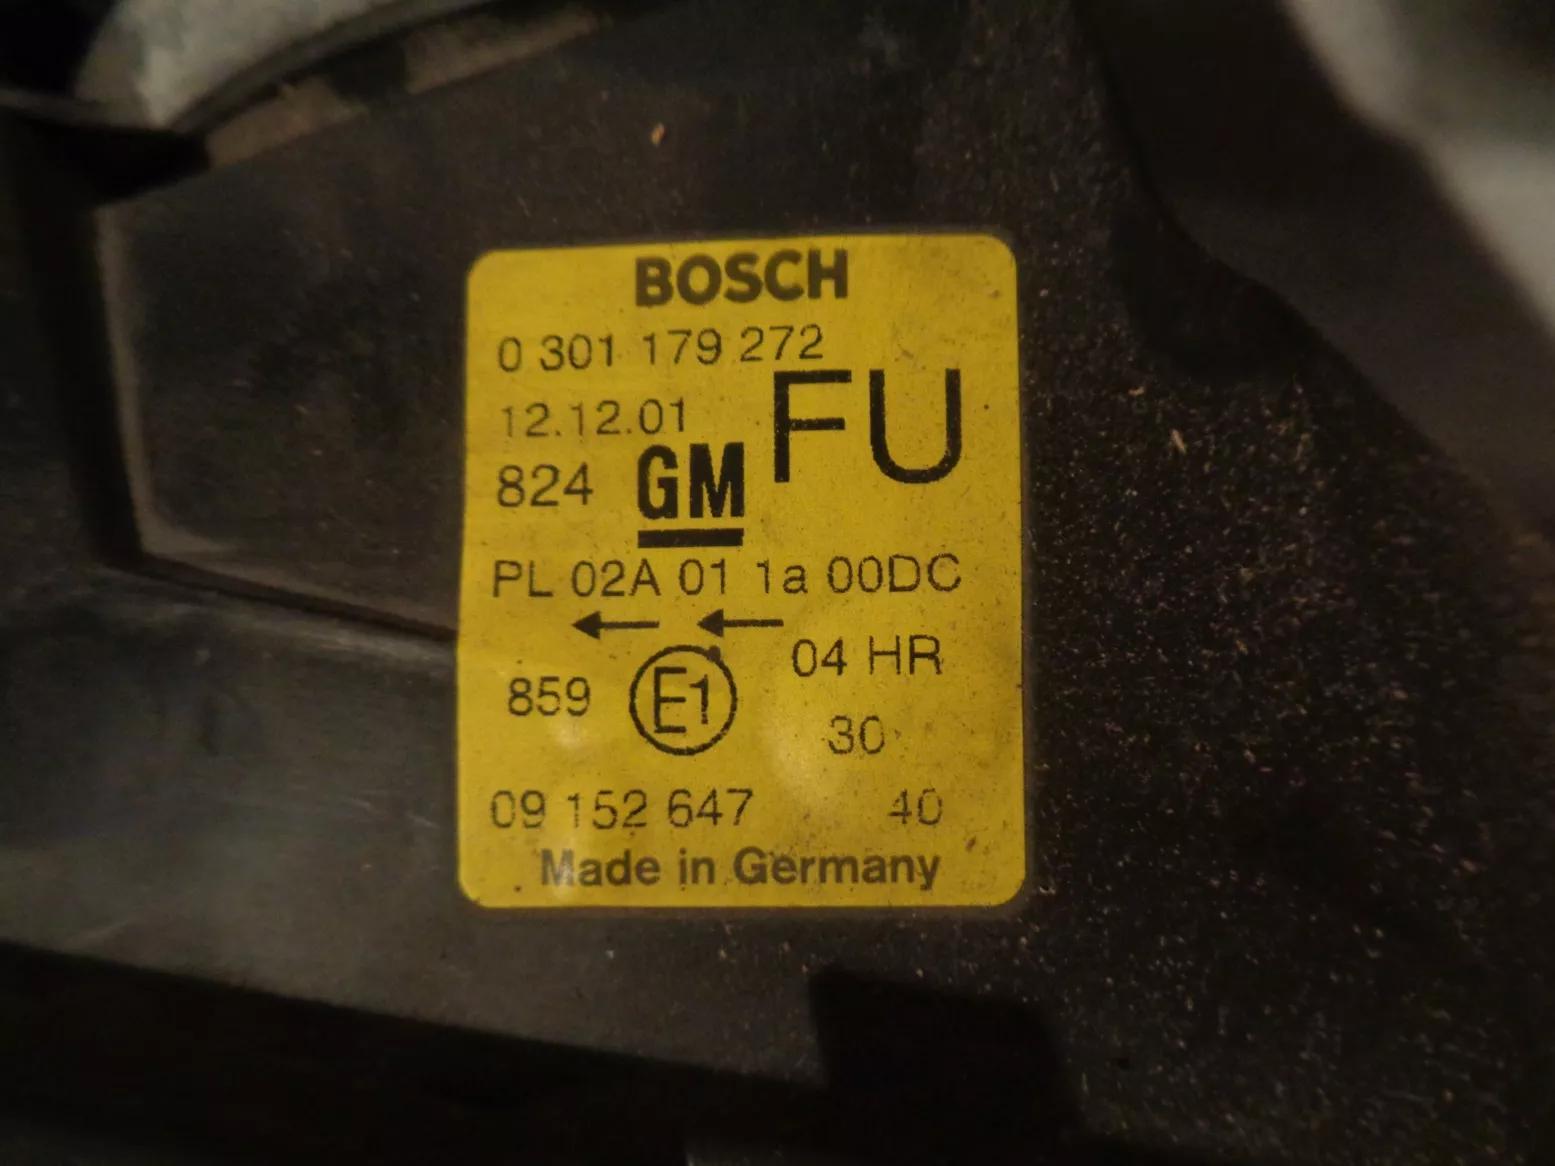 BOSCH
0 301 179 272
12.12.01 FU
824 GM
PL 02A 01 1a 00DC
← ←
04 HR
859 E1
30
09 152 647 40
Made in Germany